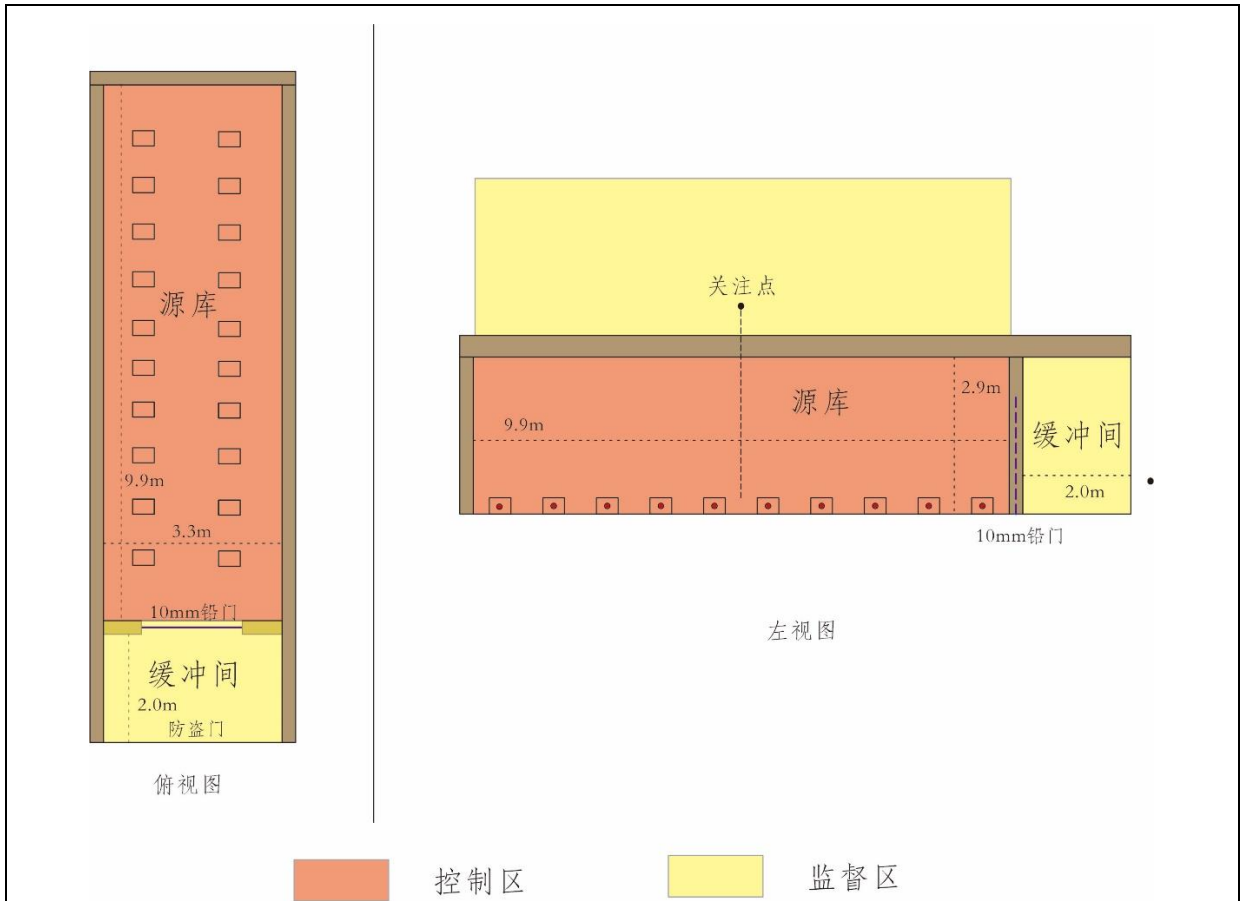 源库
9.9m
3.3m
10mm铅门
缓冲间
2.0m
防盗门
俯视图
关注点
源库
2.9m
9.9m
缓冲间
2.0m
10mm铅门
左视图
控制区
监督区